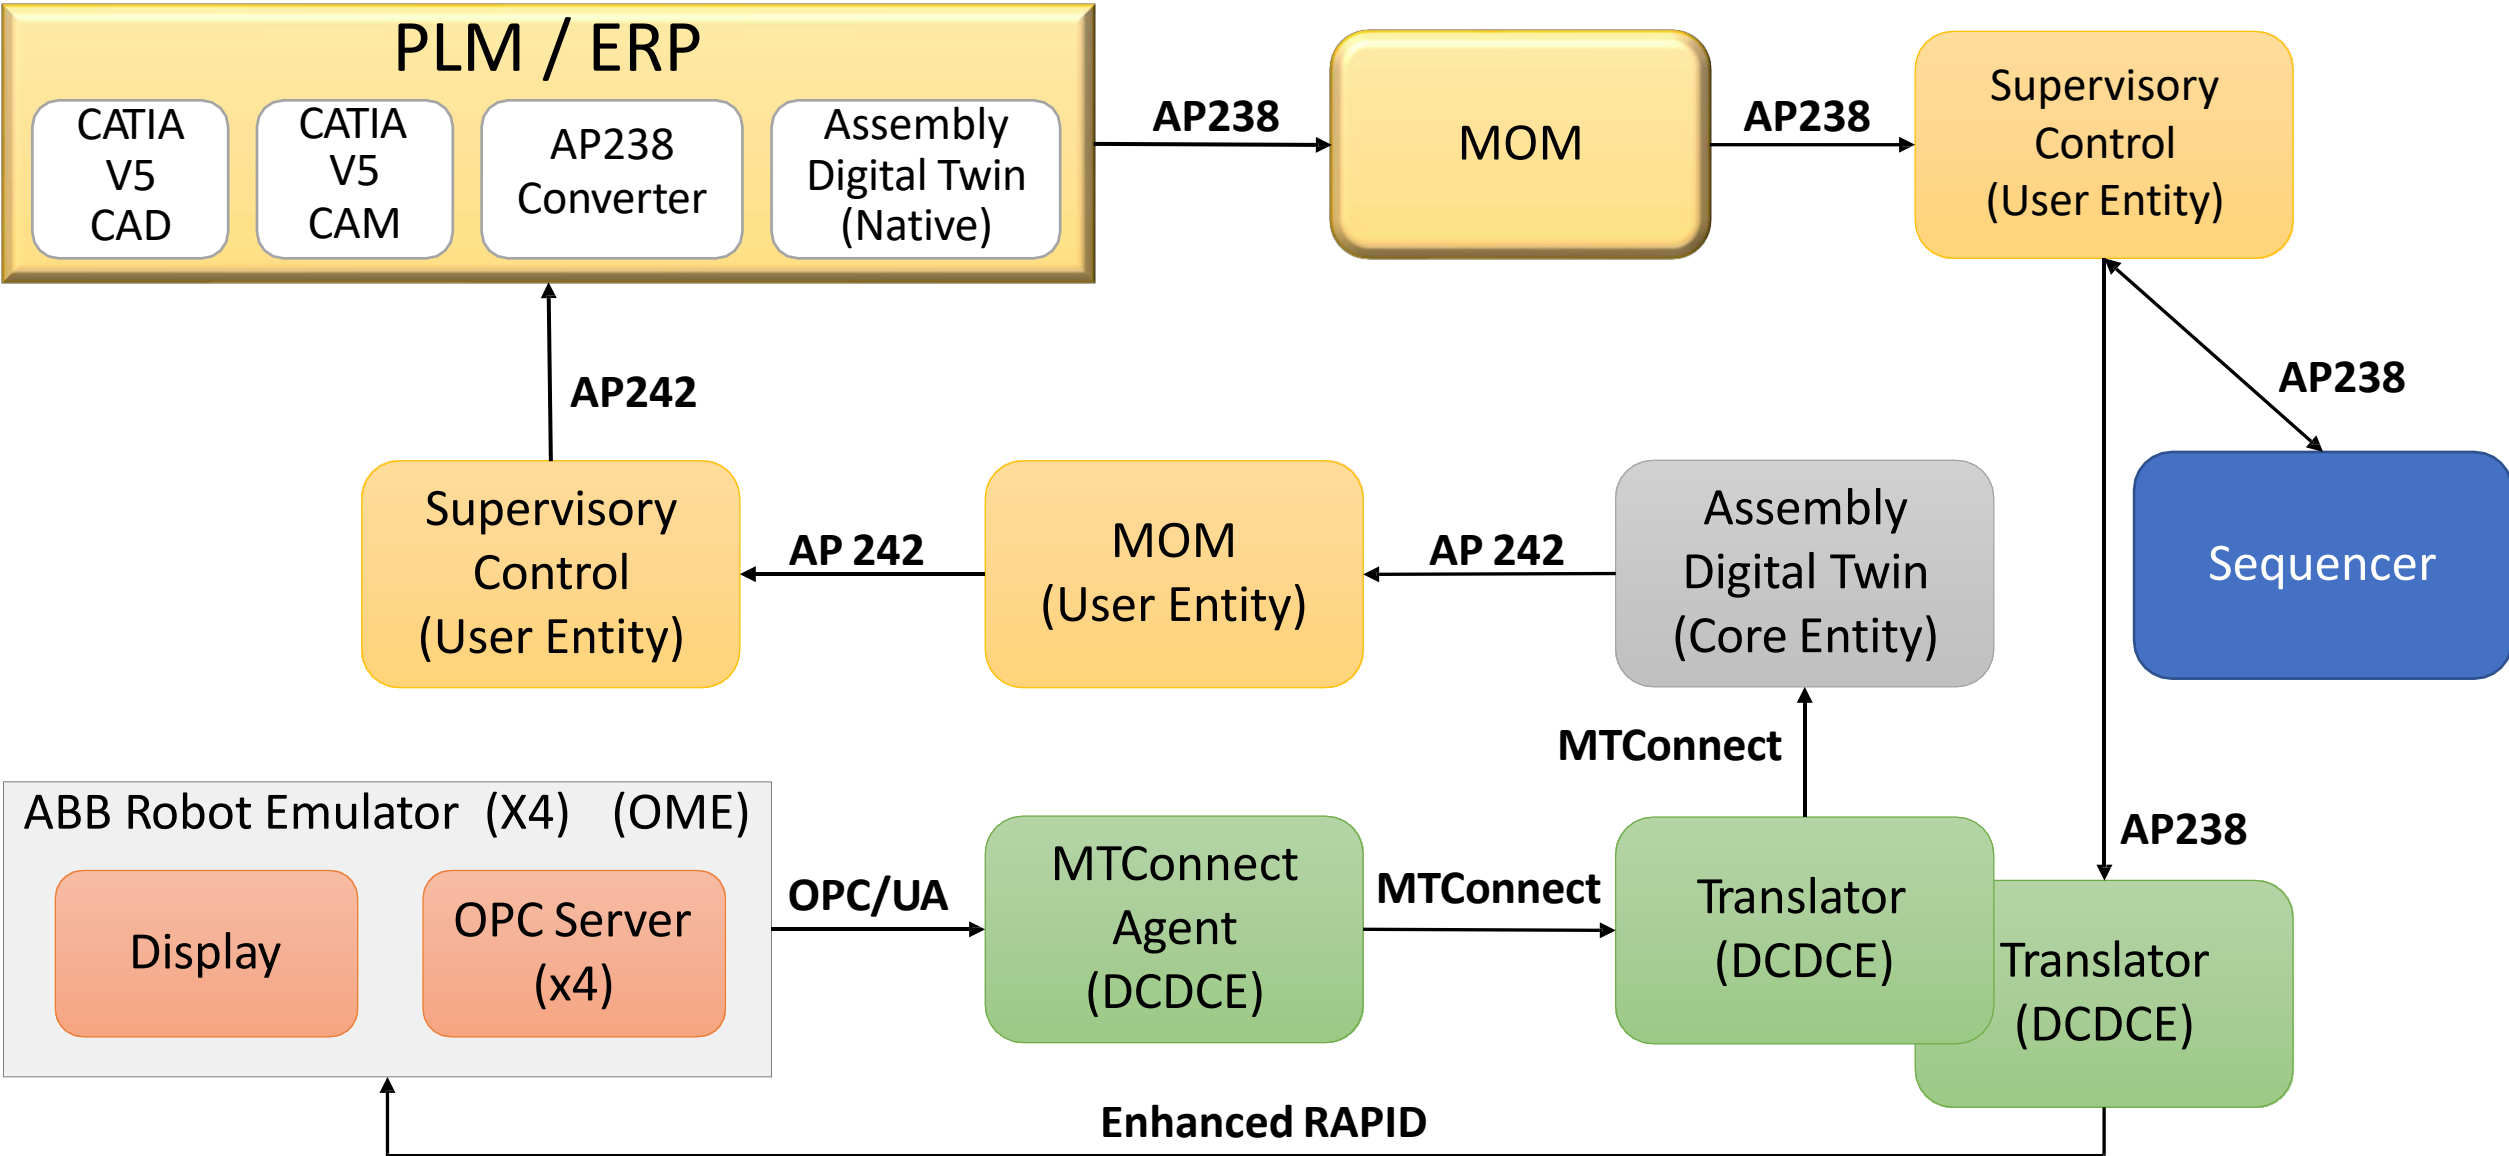 PLM / ERP
CATIA
V5
CAD
CATIA
V5
CAM
AP238
Converter
Assembly
Digital Twin
(Native)
AP238
MOM
AP238
Supervisory
Control
(User Entity)
AP242
AP238
Supervisory
Control
(User Entity)
AP 242
MOM
(User Entity)
AP 242
Assembly
Digital Twin
(Core Entity)
Sequencer
MTConnect
ABB Robot Emulator (X4) (OME)
Display
OPC Server
(x4)
OPC/UA
MTConnect
Agent
(DCDCE)
MTConnect
Translator
(DCDCE)
AP238
Translator
(DCDCE)
Enhanced RAPID